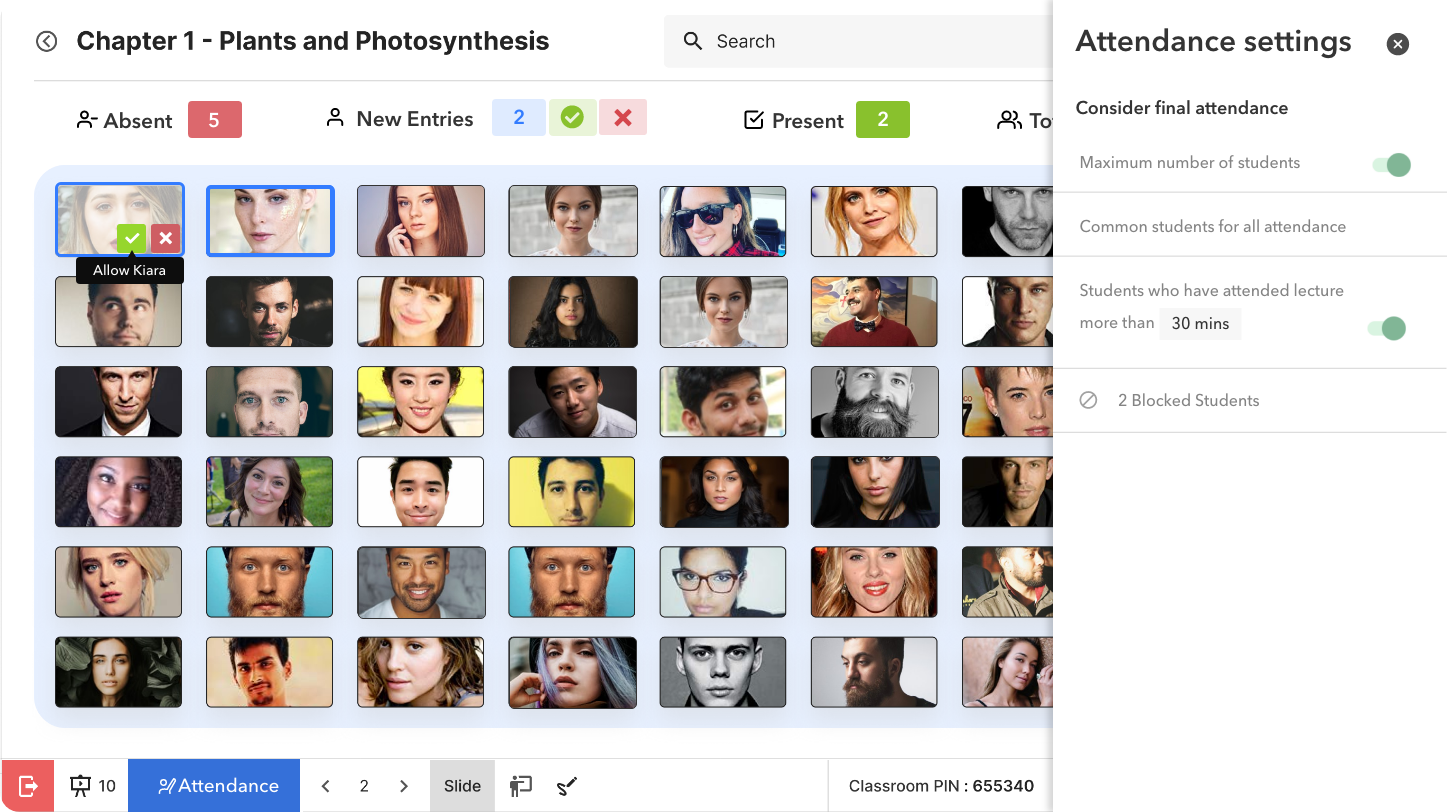 Chapter 1 - Plants and Photosynthesis
Search
Absent 5
New Entries 2
Present 2
To
Allow Kiara
10
Attendance
2
Slide
Classroom PIN : 655340
Attendance settings
Consider final attendance
Maximum number of students
Common students for all attendance
Students who have attended lecture
more than 30 mins
2 Blocked Students